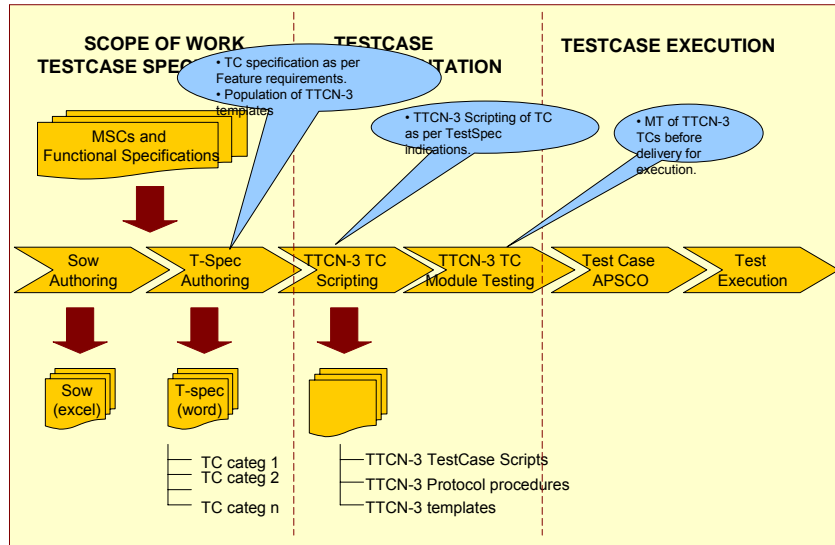 SCOPE OF WORK
TESTCASE SPEC
TESTCASE
NTATION
TESTCASE EXECUTION
• TC specification as per
Feature requirements.
• Population of TTCN-3
templates
• TTCN-3 Scripting of TC
as per TestSpec
indications.
• MT of TTCN-3
TCs before
delivery for
execution.
MSCs and
Functional Specifications
Sow
Authoring
T-Spec
Authoring
TTCN-3 TC
Scripting
TTCN-3 TC
Module Testing
Test Case
APSCO
Test
Execution
Sow
(excel)
T-spec
(word)
TC categ 1
TC categ 2
TC categ n
TTCN-3 TestCase Scripts
TTCN-3 Protocol procedures
TTCN-3 templates